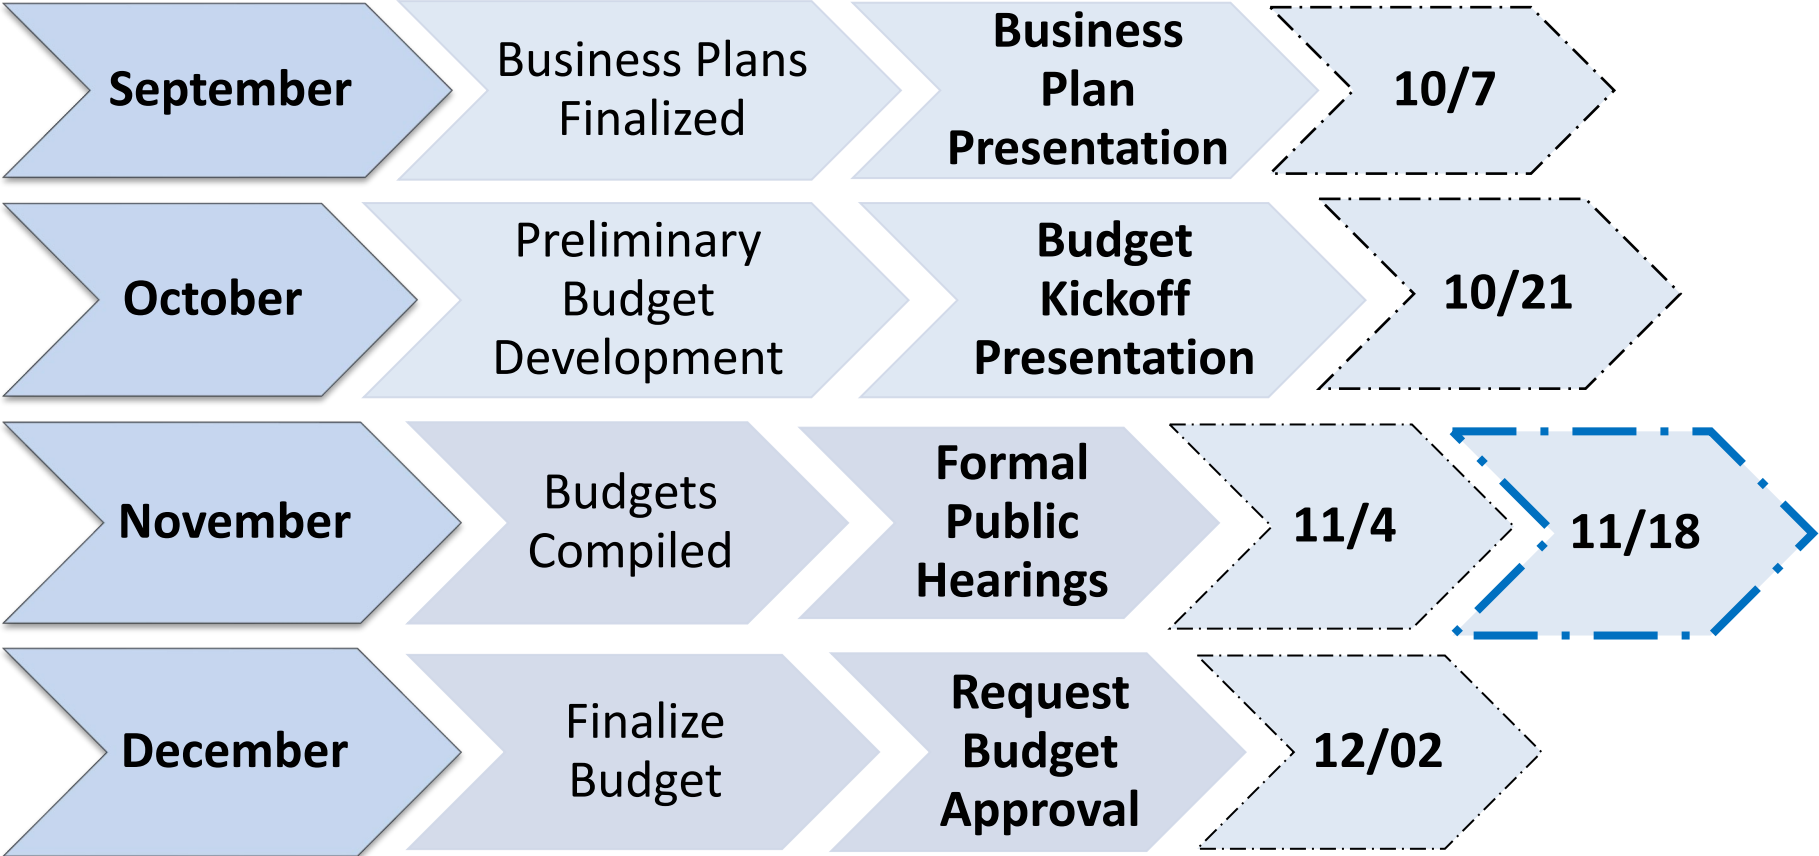 September
Business Plans
Finalized
Business
Plan
Presentation
10/7
October
Preliminary
Budget
Development
Budget
Kickoff
Presentation
10/21
November
Budgets
Compiled
Formal
Public
Hearings
11/4
11/18
December
Finalize
Budget
Request
Budget
Approval
12/02